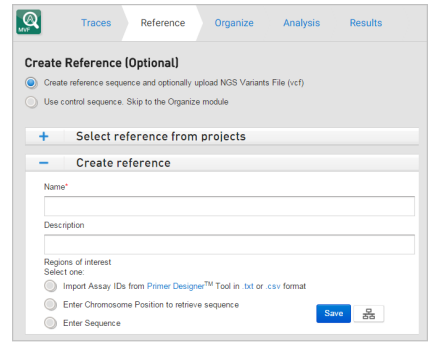 MVF
Traces
Reference
Organize
Analysis
Results
Create Reference (Optional)
Create reference sequence and optionally upload NGS Variants File (vcf)
Use control sequence. Skip to the Organize module
+ Select reference from projects
− Create reference
Name*
Description
Regions of interest
Select one:
Import Assay IDs from Primer Designer™ Tool in .txt or .csv format
Enter Chromosome Position to retrieve sequence
Enter Sequence
Save